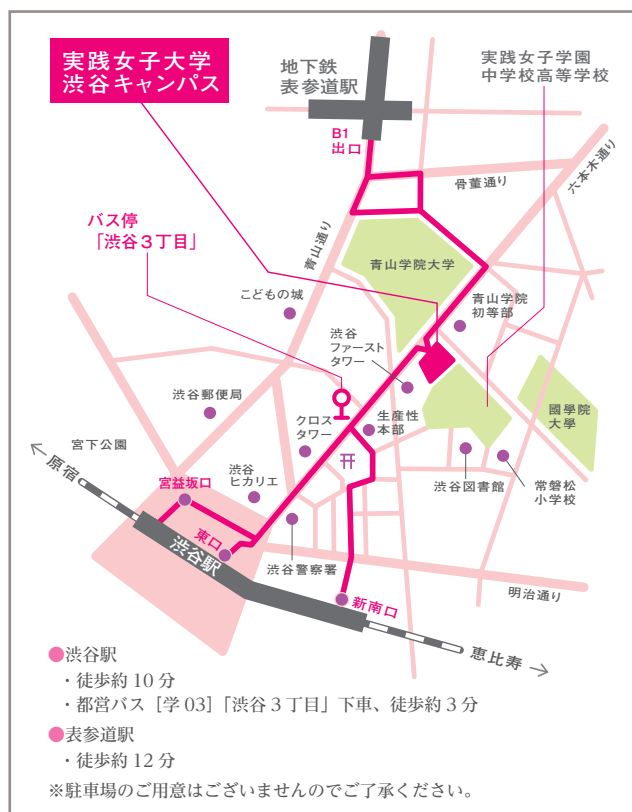 実践女子大学
渋谷キャンパス
地下鉄
表参道駅
実践女子学園
中学校高等学校
B1
出口
骨董通り
六本木通り
バス停
「渋谷3丁目」
青山通り
青山学院大学
こどもの城
青山学院
初等部
渋谷
ファースト
タワー
渋谷郵便局
クロス
タワー
生産性
本部
國學院
大學
宮下公園
原宿
宮益坂口
渋谷
ヒカリエ
渋谷図書館
常磐松
小学校
東口
渋谷駅
渋谷警察署
明治通り
新南口
恵比寿
●渋谷駅
・徒歩約10分
・都営バス［学03］「渋谷3丁目」下車、徒歩約3分
●表参道駅
・徒歩約12分
※駐車場のご用意はございませんのでご了承ください。